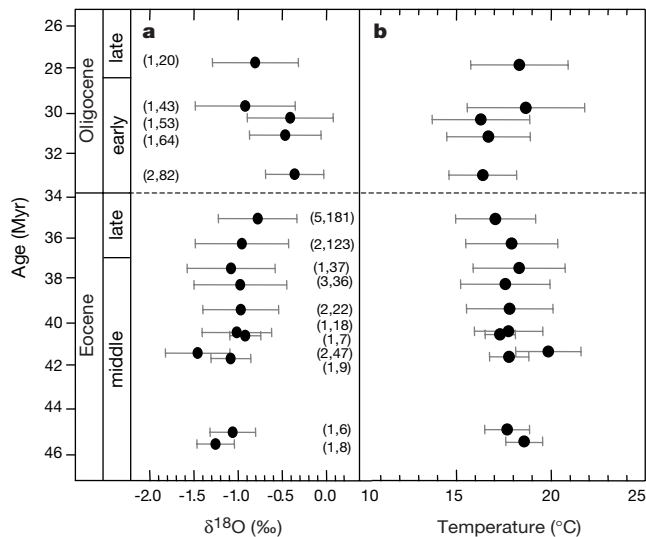 a
b
26
28
30
32
34
36
38
40
42
44
46
Age (Myr)
Oligocene
Eocene
late
early
late
middle
(1,20)
(1,43)
(1,53)
(1,64)
(2,82)
(5,181)
(2,123)
(1,37)
(3,36)
(2,22)
(1,18)
(1,7)
(2,47)
(1,9)
(1,6)
(1,8)
-2.0 -1.5 -1.0 -0.5 0.0
10 15 20 25
δ18O (‰)
Temperature (°C)